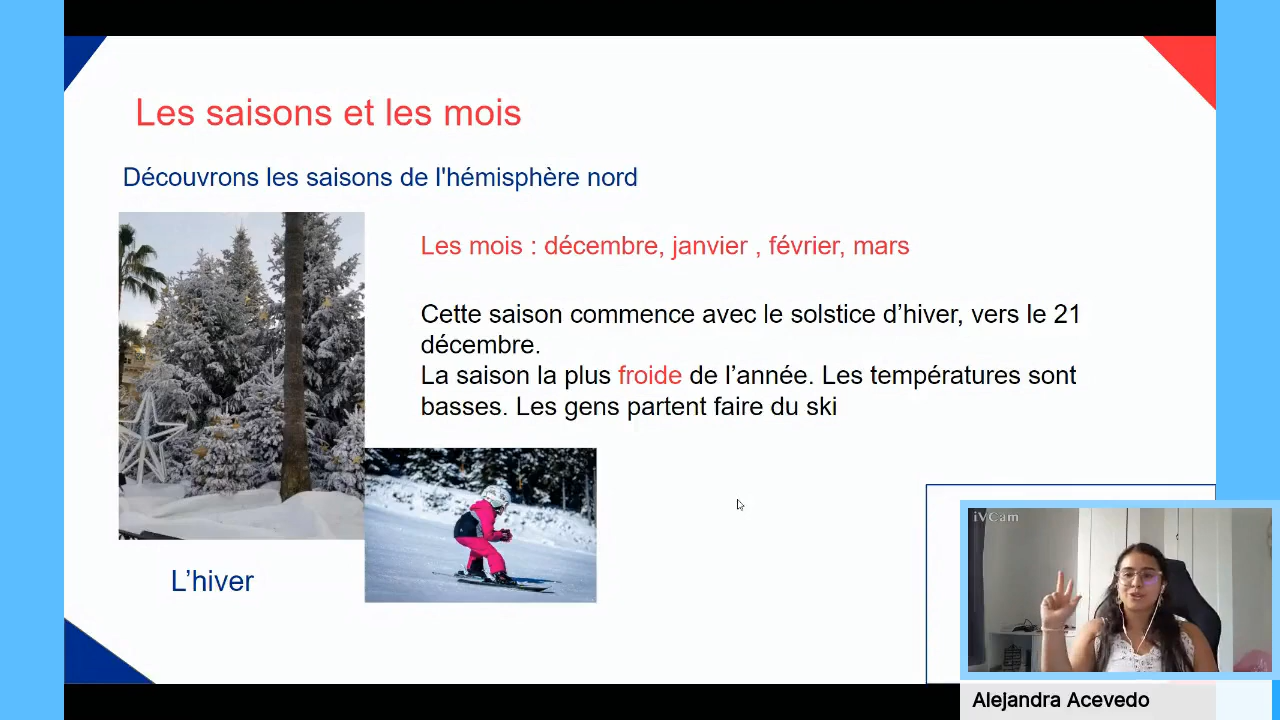 Les saisons et les mois
Découvrons les saisons de l'hémisphère nord
Les mois : décembre, janvier , février, mars
Cette saison commence avec le solstice d’hiver, vers le 21
décembre.
La saison la plus froide de l’année. Les températures sont
basses. Les gens partent faire du ski
L’hiver
iVCam
Alejandra Acevedo